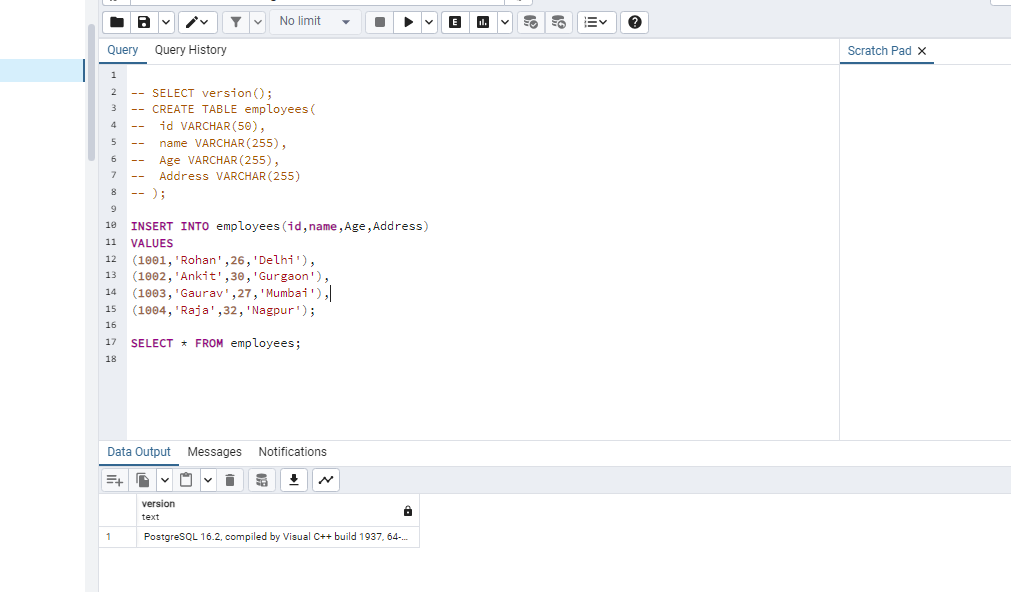 No limit
E
Query Query History
Scratch Pad
1
2 -- SELECT version();
3 -- CREATE TABLE employees(
4 --  id VARCHAR(50),
5 --  name VARCHAR(255),
6 --  Age VARCHAR(255),
7 --  Address VARCHAR(255)
8 -- );
9
10 INSERT INTO employees(id,name,Age,Address)
11 VALUES
12 (1001,'Rohan',26,'Delhi'),
13 (1002,'Ankit',30,'Gurgaon'),
14 (1003,'Gaurav',27,'Mumbai'),
15 (1004,'Raja',32,'Nagpur');
16
17 SELECT * FROM employees;
18
Data Output Messages Notifications
version
text
1 PostgreSQL 16.2, compiled by Visual C++ build 1937, 64-...